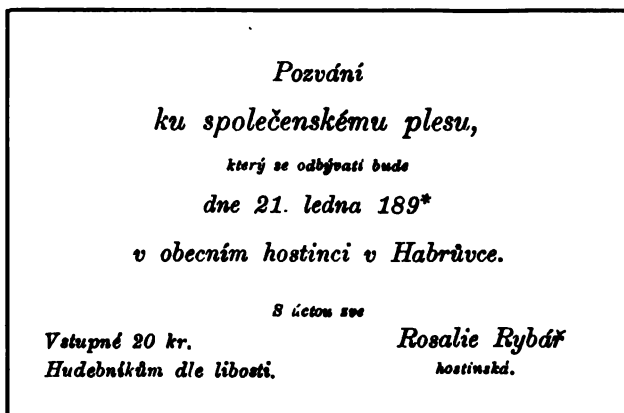 Pozvání
ku společenskému plesu,
který se odbývati bude
dne 21. ledna 189*
v obecním hostinci v Habrůvce.
S úctou zve
Vstupné 20 kr.
Rosalie Rybář
Hudebníkům dle libosti.
hostinská.